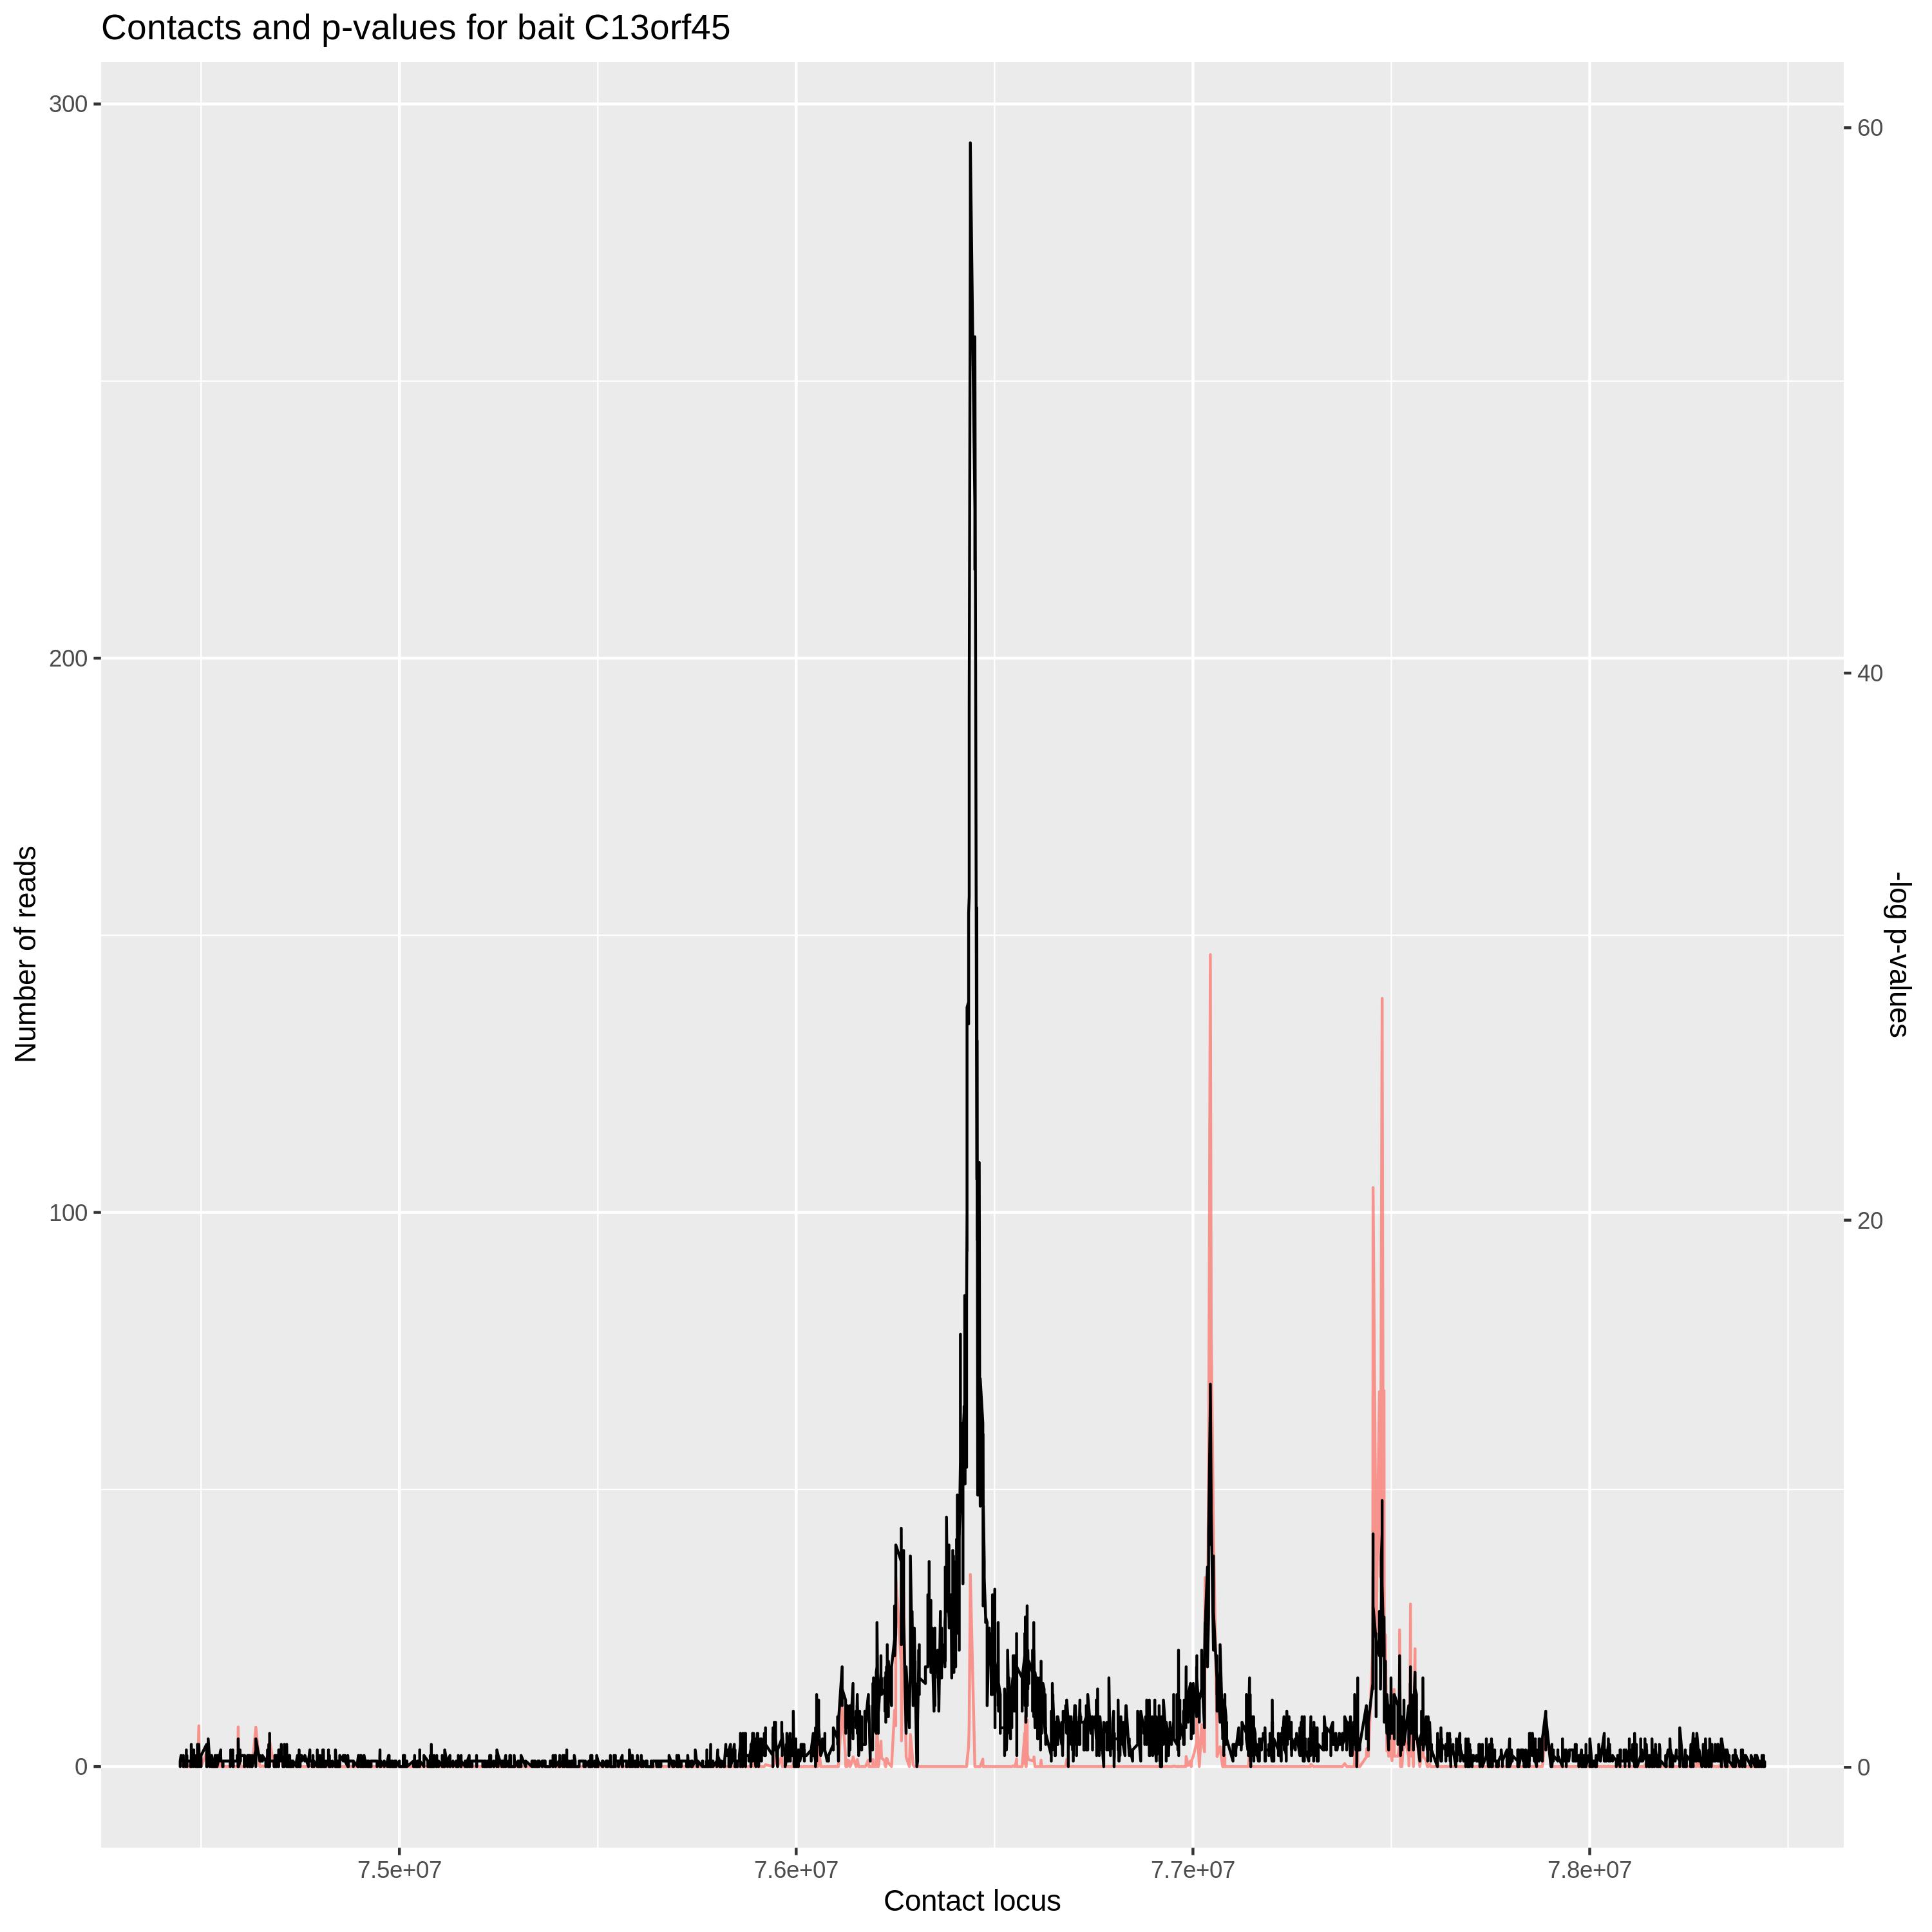 Contacts and p-values for bait C13orf45
300
200
100
0
Number of reads
60
40
20
0
-log p-values
7.5e+07 7.6e+07 7.7e+07 7.8e+07
Contact locus